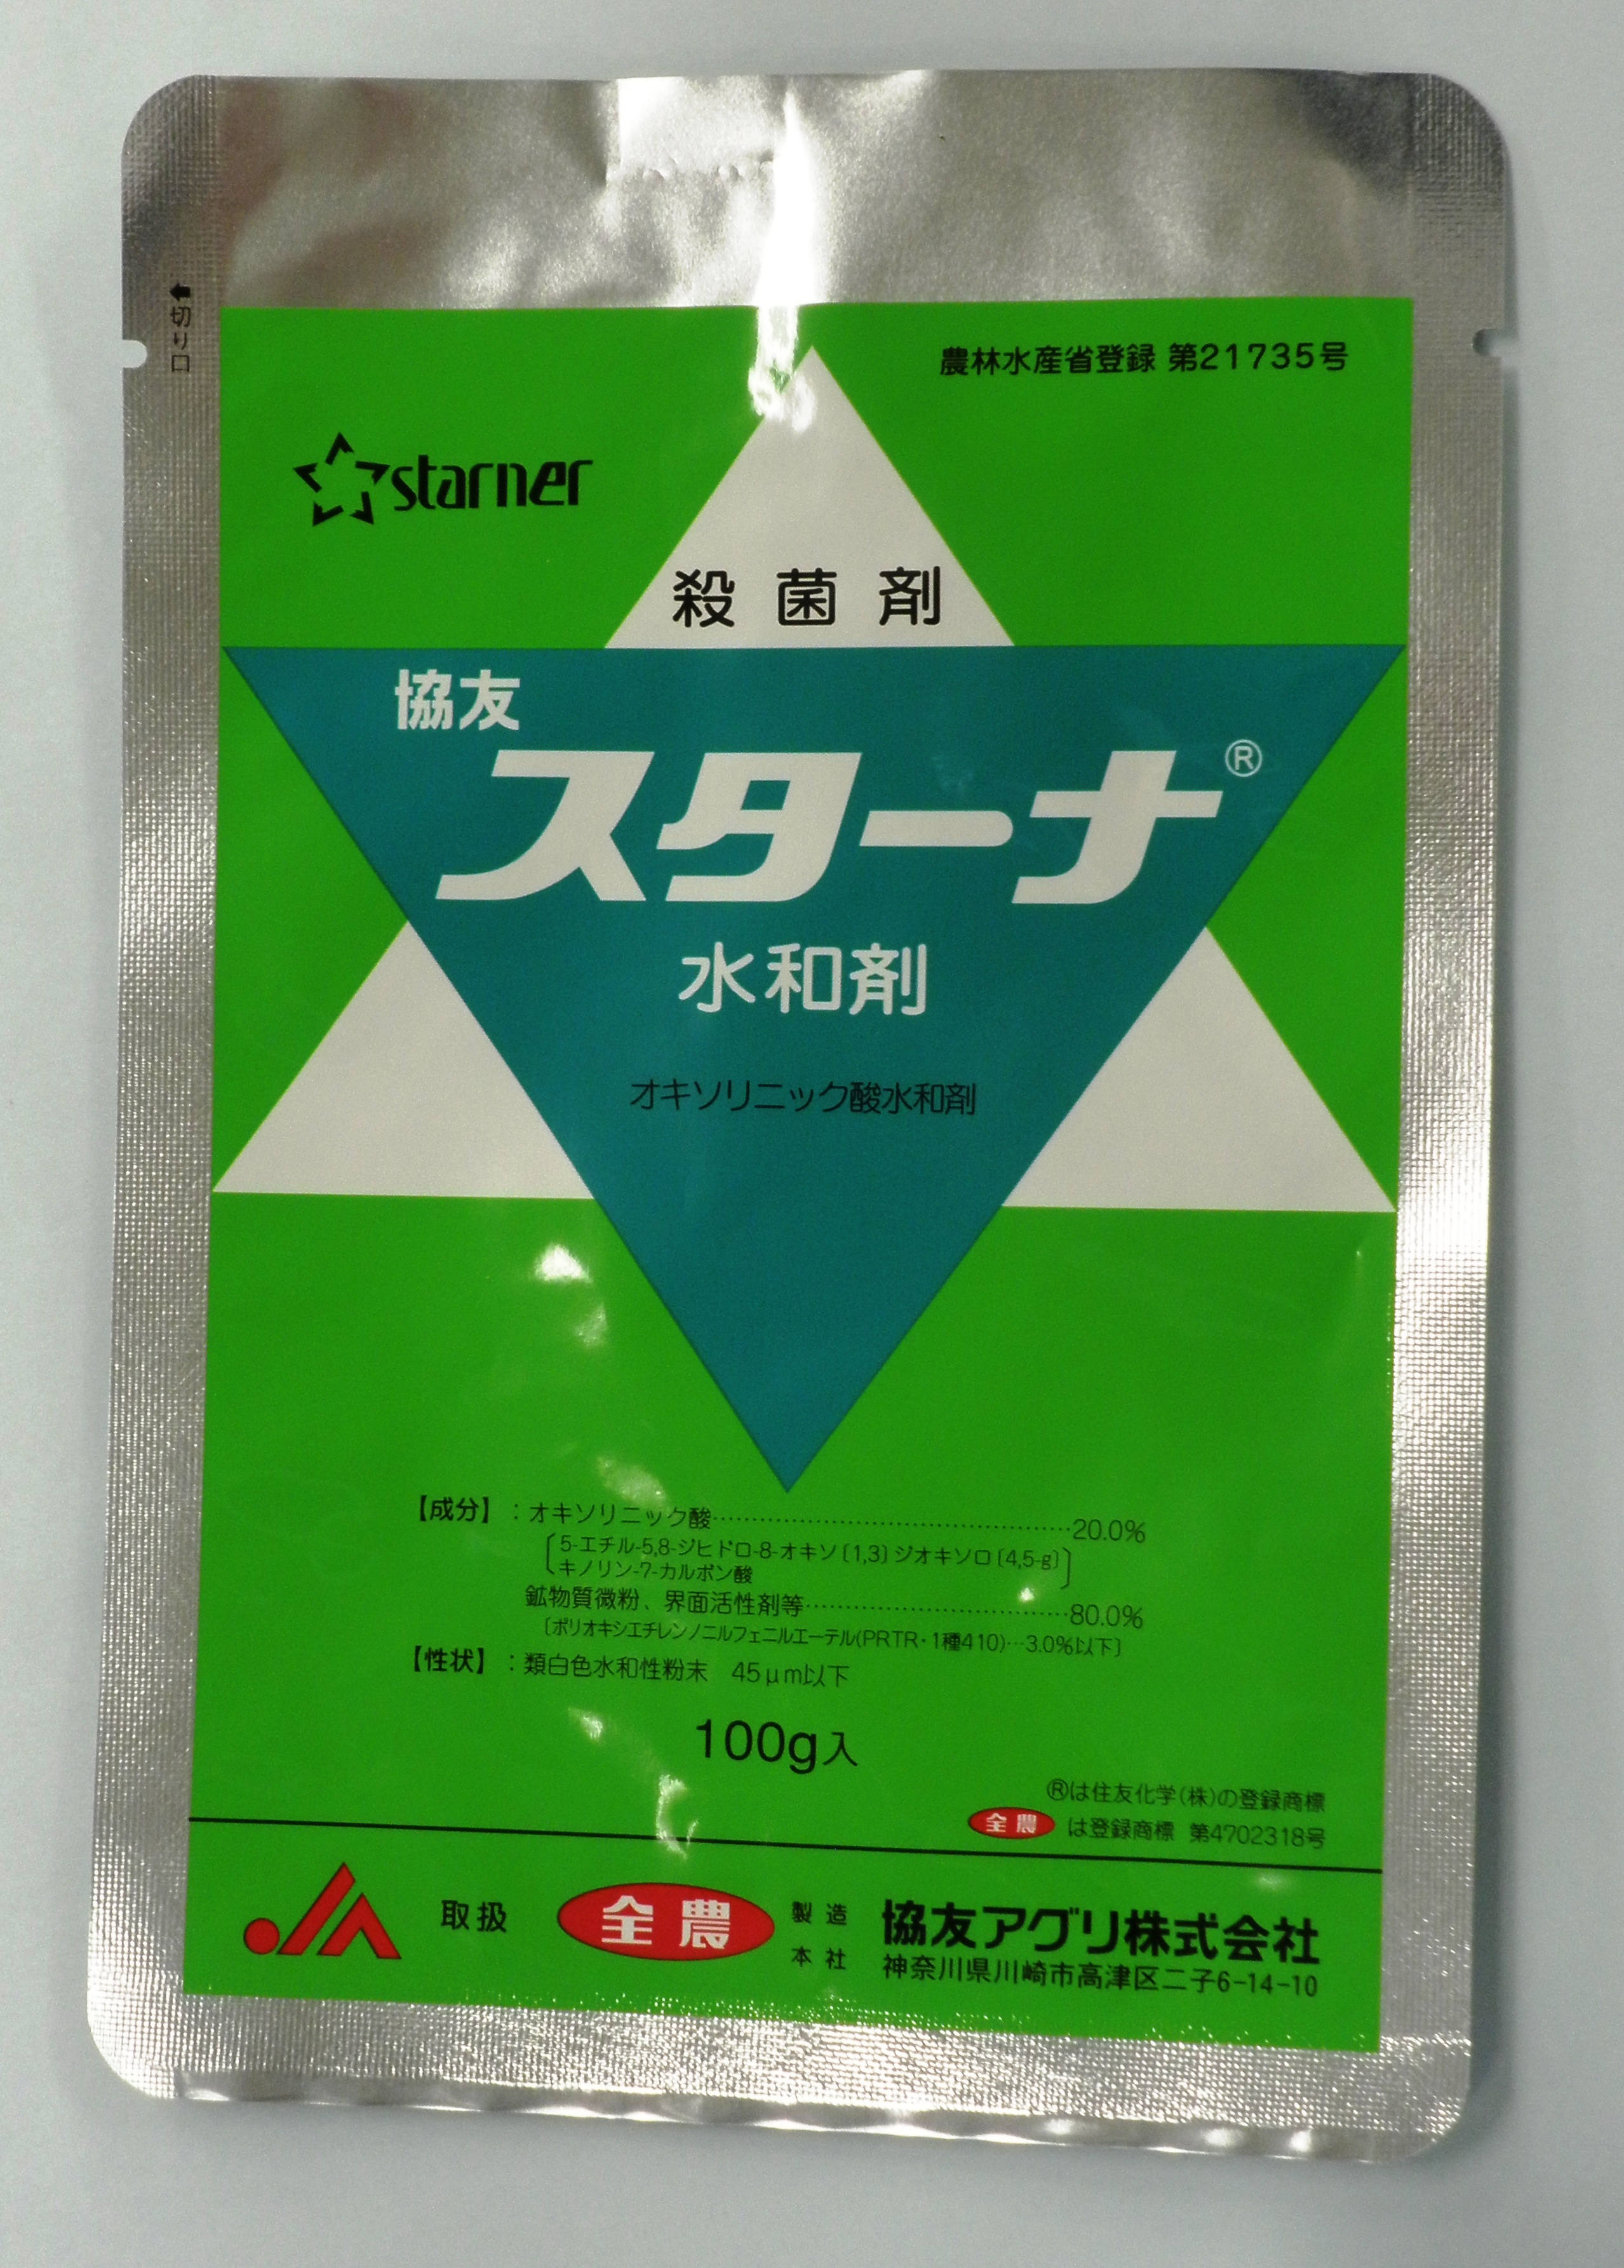 ←切り口
農林水産省登録 第21735号
starner
殺菌剤
協友
スターナ®
水和剤
オキソリニック酸水和剤
【成分】：オキソリニック酸……………………………………20.0%
〔5-エチル-5,8-ジヒドロ-8-オキソ〔1,3〕ジオキソロ〔4,5-g〕
キノリン-7-カルボン酸〕
鉱物質微粉、界面活性剤等…………………………80.0%
〔ポリオキシエチレンノニルフェニルエーテル(PRTR・1種410)…3.0%以下〕
【性状】：類白色水和性粉末 45μm以下
100g入
®は住友化学(株)の登録商標
全農 は登録商標 第4702318号
JA 取扱 全農 製造 協友アグリ株式会社
本社 神奈川県川崎市高津区二子6-14-10